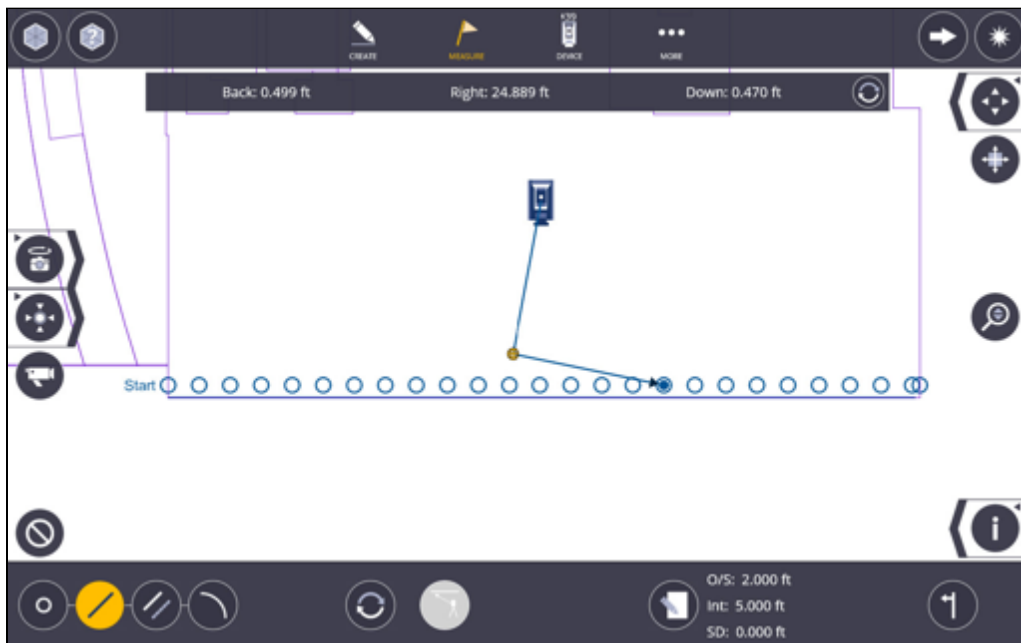 K99
CREATE
MEASURE
DEVICE
MORE
Back: 0.499 ft
Right: 24.889 ft
Down: 0.470 ft
Start
O/S: 2.000 ft
Int: 5.000 ft
SD: 0.000 ft